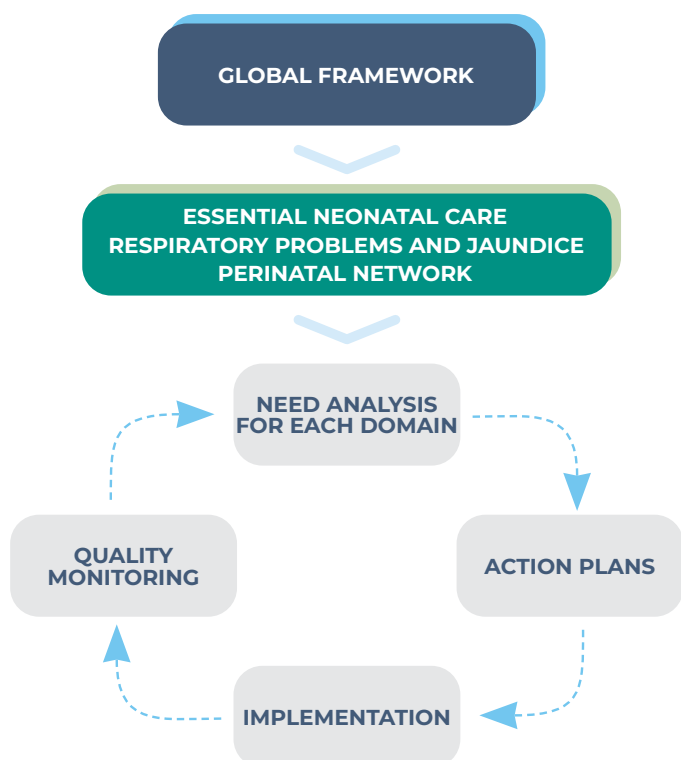 GLOBAL FRAMEWORK
ESSENTIAL NEONATAL CARE
RESPIRATORY PROBLEMS AND JAUNDICE
PERINATAL NETWORK
NEED ANALYSIS
FOR EACH DOMAIN
QUALITY
MONITORING
ACTION PLANS
IMPLEMENTATION